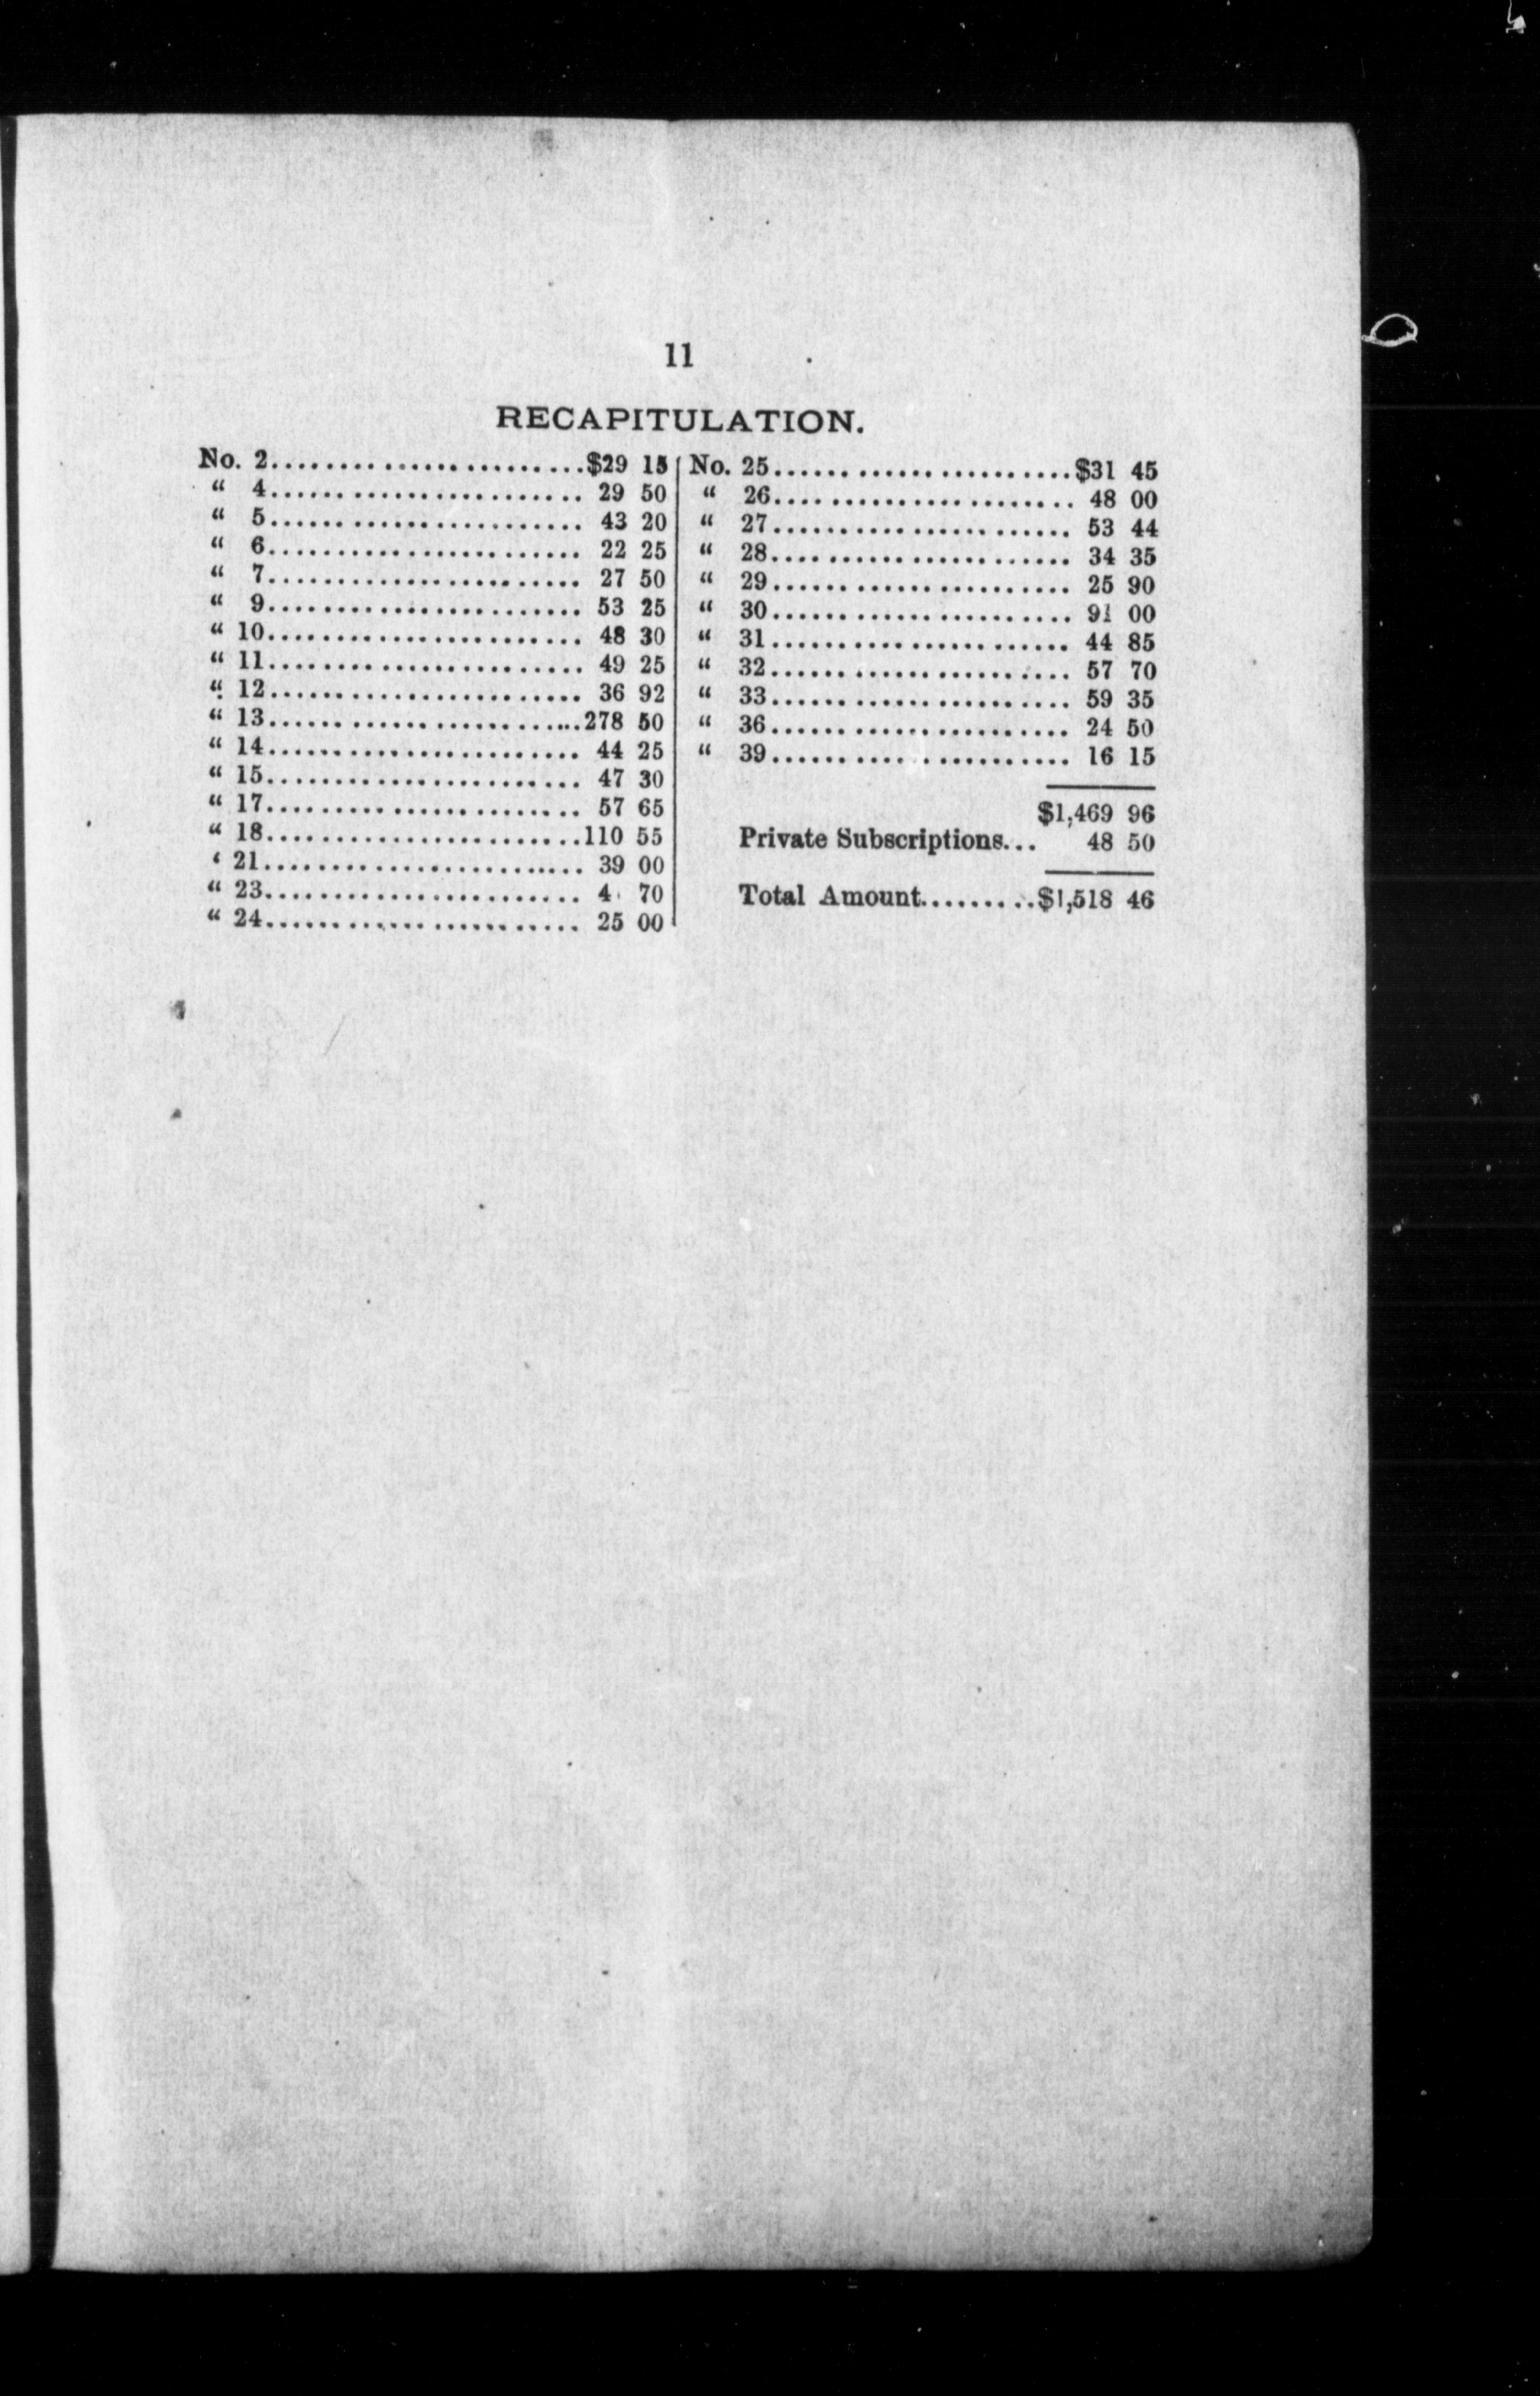 11
RECAPITULATION.
No. 2........................$29 15
“ 4........................ 29 50
“ 5........................ 43 20
“ 6........................ 22 25
“ 7........................ 27 50
“ 9........................ 53 25
“ 10........................ 48 30
“ 11........................ 49 25
“ 12........................ 36 92
“ 13........................278 50
“ 14........................ 44 25
“ 15........................ 47 30
“ 17........................ 57 65
“ 18........................110 55
‘ 21........................ 39 00
“ 23........................ 41 70
“ 24........................ 25 00
No. 25.......................$31 45
“ 26....................... 48 00
“ 27....................... 53 44
“ 28....................... 34 35
“ 29....................... 25 90
“ 30....................... 91 00
“ 31....................... 44 85
“ 32....................... 57 70
“ 33....................... 59 35
“ 36....................... 24 50
“ 39....................... 16 15
$1,469 96
Private Subscriptions... 48 50
Total Amount.........$1,518 46